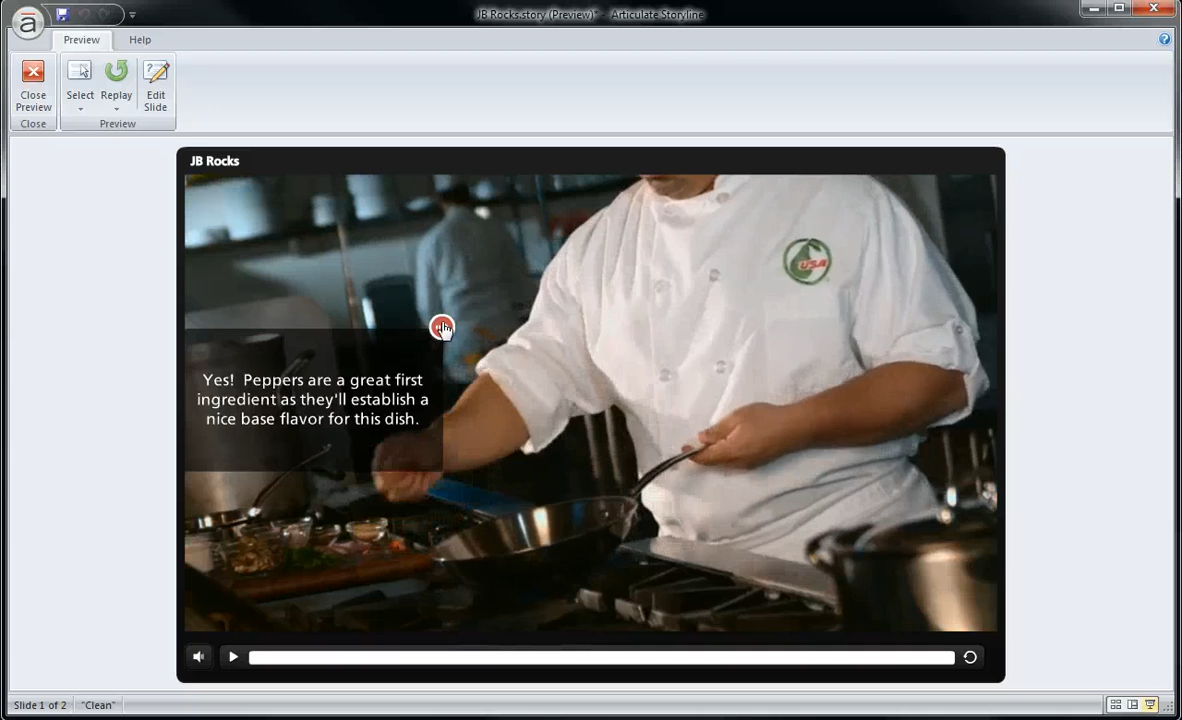 JB Rocks.story (Preview)* - Articulate Storyline
Preview
Help
Close Preview
Select
Replay
Edit Slide
Close
Preview
JB Rocks
USA
Yes! Peppers are a great first
ingredient as they'll establish a
nice base flavor for this dish.
Slide 1 of 2
"Clean"